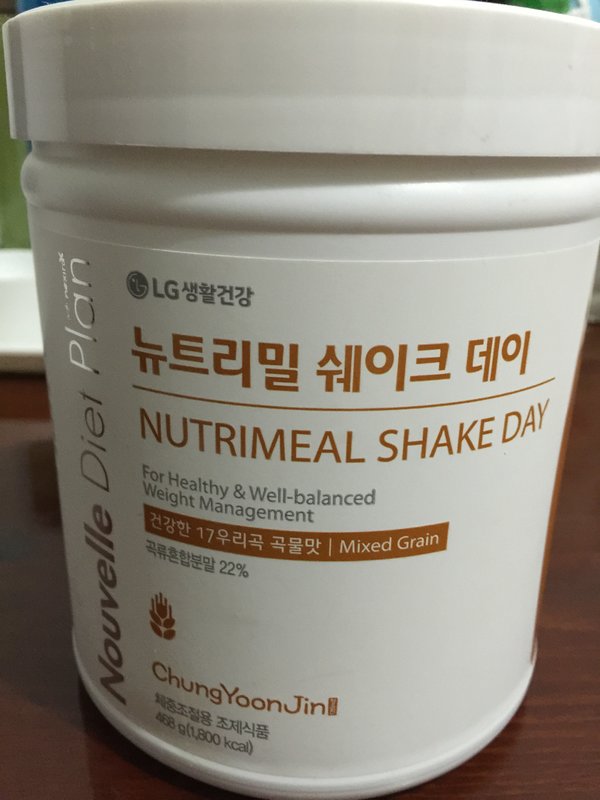 LG생활건강
뉴트리밀 쉐이크 데이
NUTRIMEAL SHAKE DAY
For Healthy & Well-balanced
Weight Management
건강한 17우리곡 곡물맛 | Mixed Grain
곡류혼합분말 22%
ChungYoonJin
체중조절용 조제식품
468 g(1,800 kcal)
Nouvelle Diet Plan